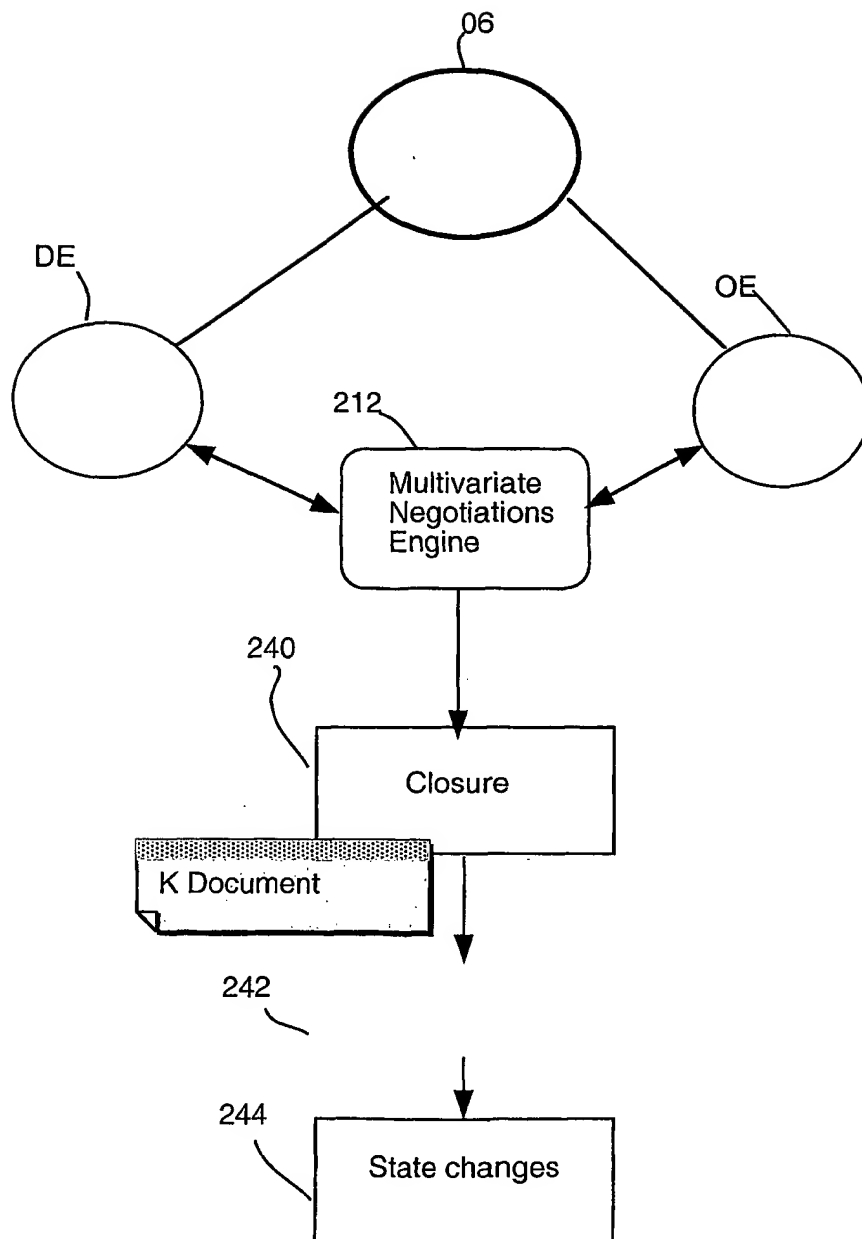 06
DE
OE
212
Multivariate
Negotiations
Engine
240
Closure
K Document
242
244
State changes